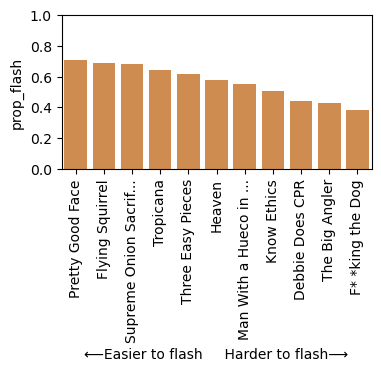 1.0
0.8
0.6
0.4
0.2
0.0
prop_flash
Pretty Good Face
Flying Squirrel
Supreme Onion Sacrif...
Tropicana
Three Easy Pieces
Heaven
Man With a Hueco in ...
Know Ethics
Debbie Does CPR
The Big Angler
F* *king the Dog
⟵Easier to flash Harder to flash⟶